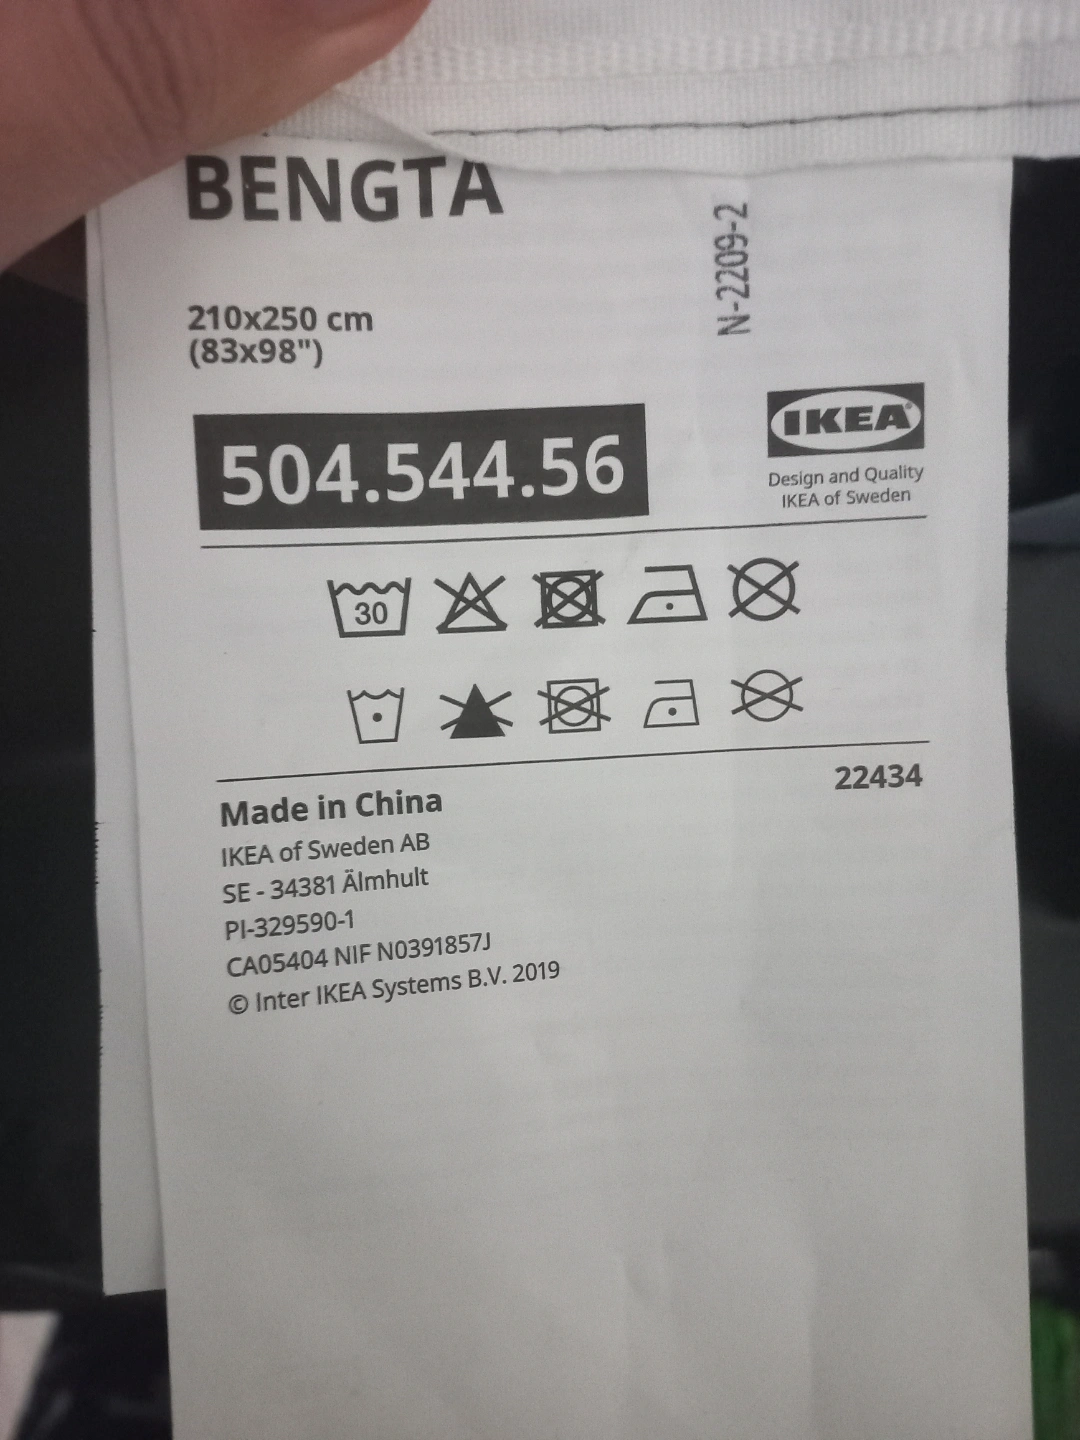 BENGTA
N-2209-2
210x250 cm
(83x98")
504.544.56
IKEA®
Design and Quality
IKEA of Sweden
30
Made in China
22434
IKEA of Sweden AB
SE - 34381 Älmhult
PI-329590-1
CA05404 NIF N0391857J
© Inter IKEA Systems B.V. 2019